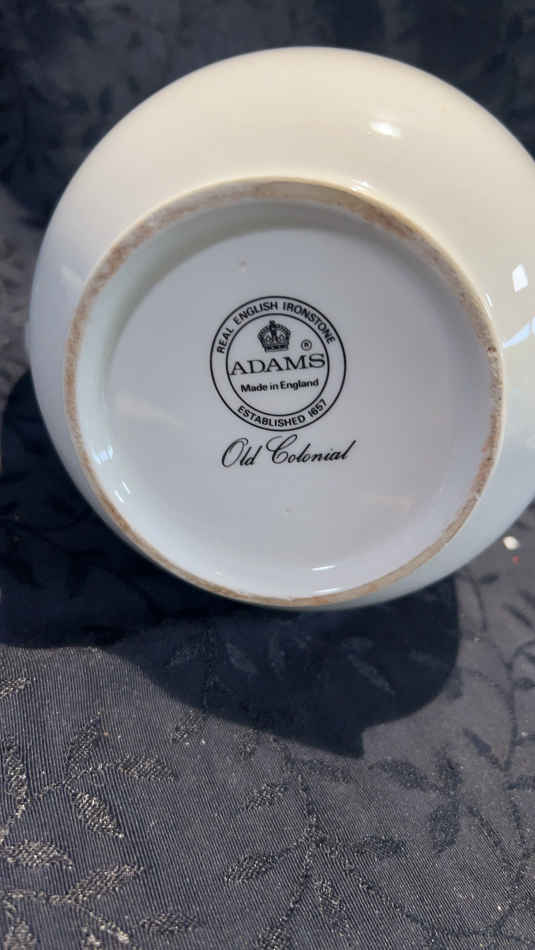 REAL ENGLISH IRONSTONE
ADAMS®
Made in England
ESTABLISHED 1657
Old Colonial